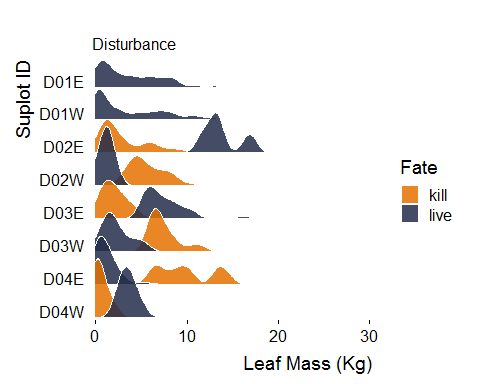 Disturbance
Suplot ID
D01E
D01W
D02E
D02W
D03E
D03W
D04E
D04W
0 10 20 30
Leaf Mass (Kg)
Fate
kill
live